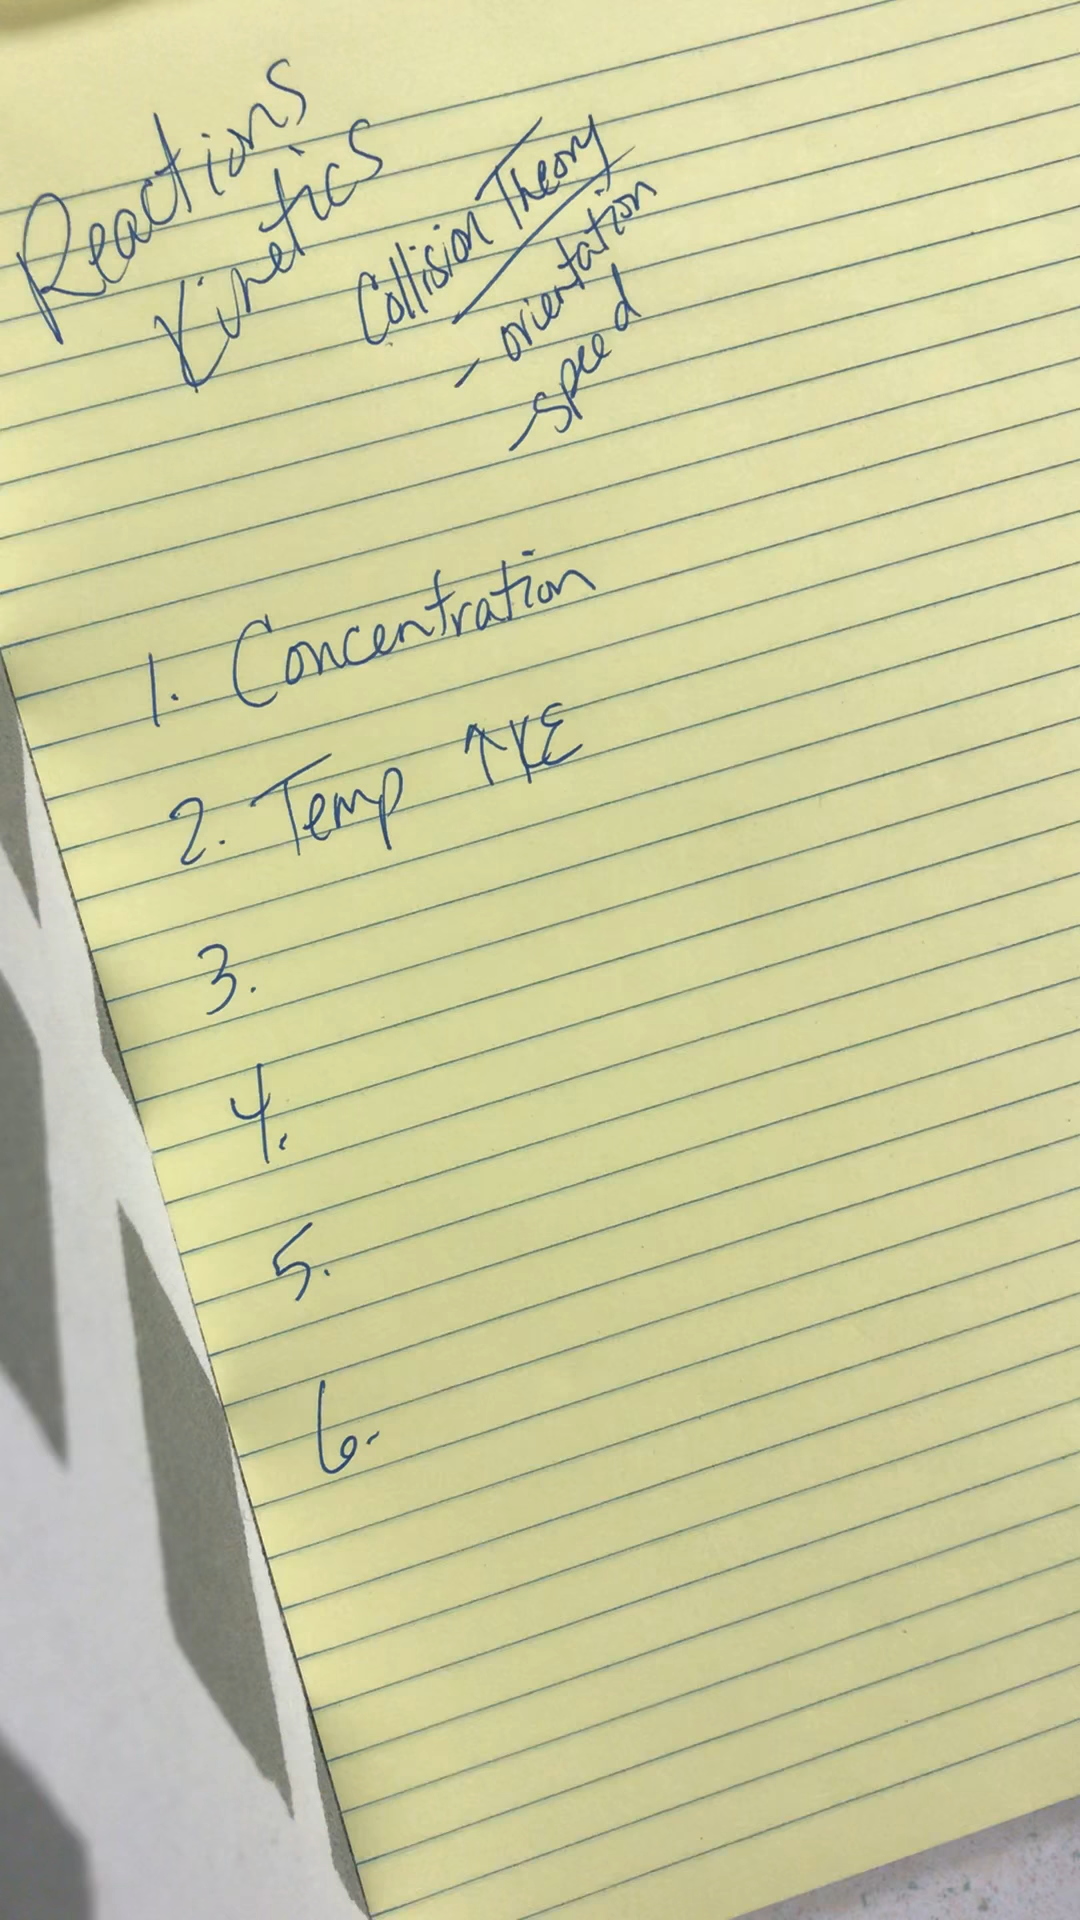 Reactions
Kinetics
Collision Theory
- orientation
- speed
1. Concentration
2. Temp ↑KE
3.
4.
5.
6.